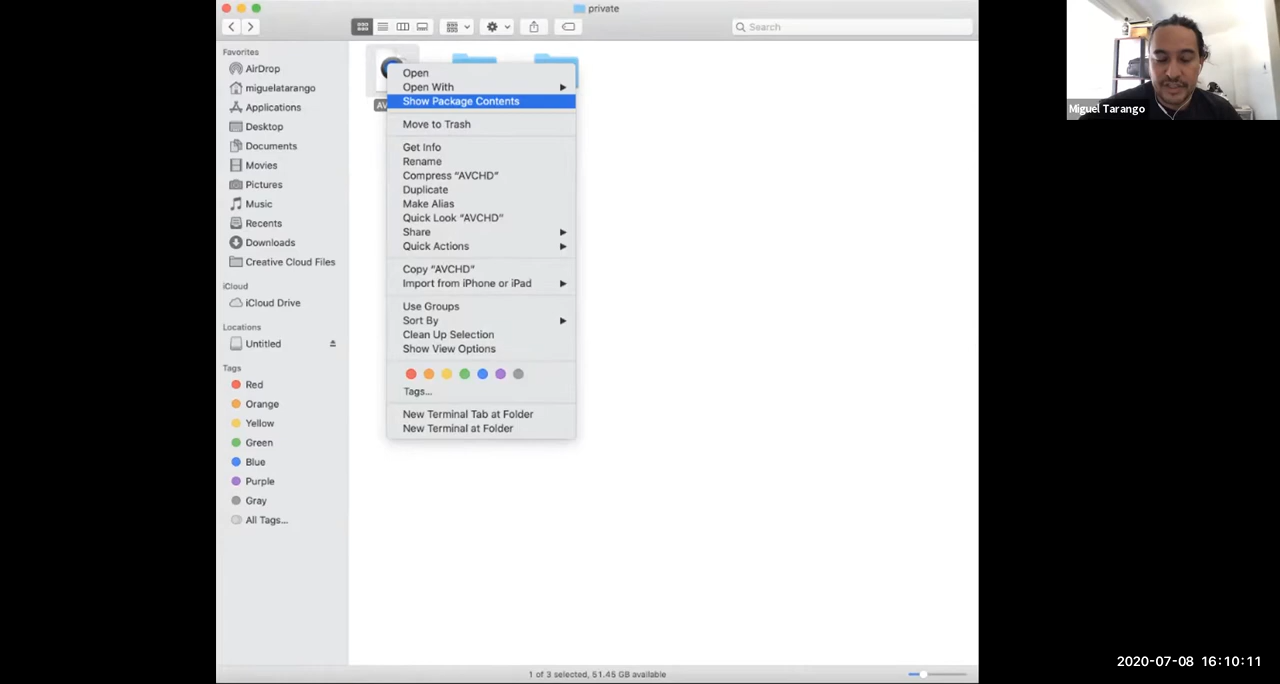 private
Search
Favorites
AirDrop
miguelatarango
Applications
Desktop
Documents
Movies
Pictures
Music
Recents
Downloads
Creative Cloud Files
iCloud
iCloud Drive
Locations
Untitled
Tags
Red
Orange
Yellow
Green
Blue
Purple
Gray
All Tags...
AV
Open
Open With
Show Package Contents
Move to Trash
Get Info
Rename
Compress “AVCHD”
Duplicate
Make Alias
Quick Look “AVCHD”
Share
Quick Actions
Copy “AVCHD”
Import from iPhone or iPad
Use Groups
Sort By
Clean Up Selection
Show View Options
Tags...
New Terminal Tab at Folder
New Terminal at Folder
1 of 3 selected, 51.45 GB available
Miguel Tarango
2020-07-08 16:10:11